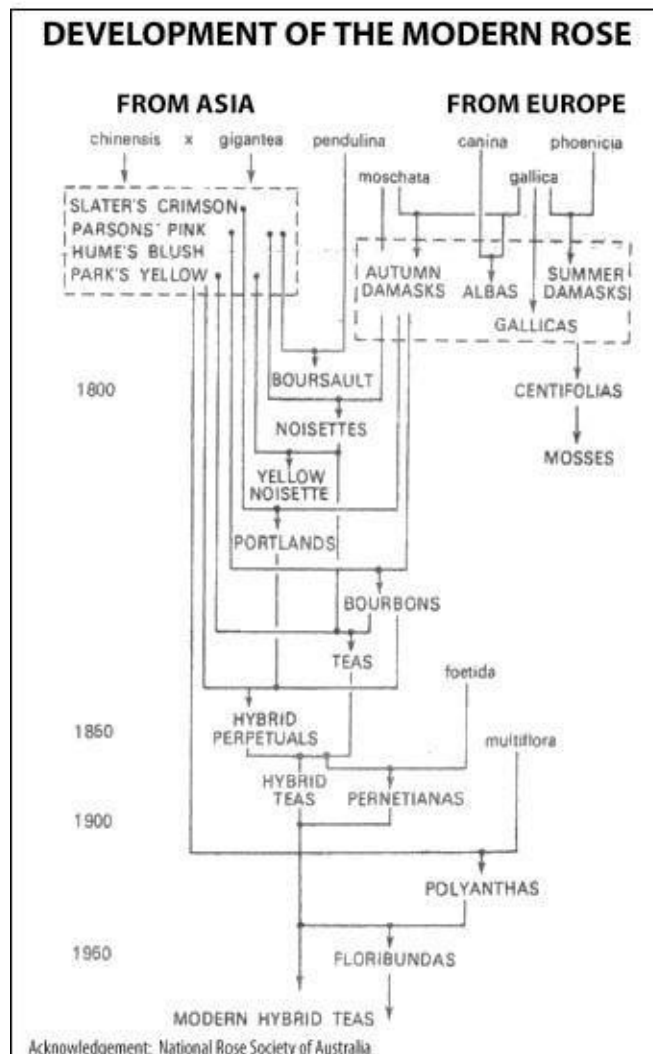 DEVELOPMENT OF THE MODERN ROSE
FROM ASIA
FROM EUROPE
chinensis x gigantea pendulina canina phoenicia
moschata gallica
SLATER'S CRIMSON
PARSONS' PINK
HUME'S BLUSH
PARK'S YELLOW
AUTUMN
DAMASKS
ALBAS
SUMMER
DAMASKS
GALLICAS
BOURSAULT
1800
CENTIFOLIAS
NOISETTES
MOSSES
YELLOW
NOISETTE
PORTLANDS
BOURBONS
TEAS
foetida
1850
HYBRID
PERPETUALS
multiflora
HYBRID
TEAS
PERNETIANAS
1900
POLYANTHAS
1950
FLORIBUNDAS
MODERN HYBRID TEAS
Acknowledgement: National Rose Society of Australia